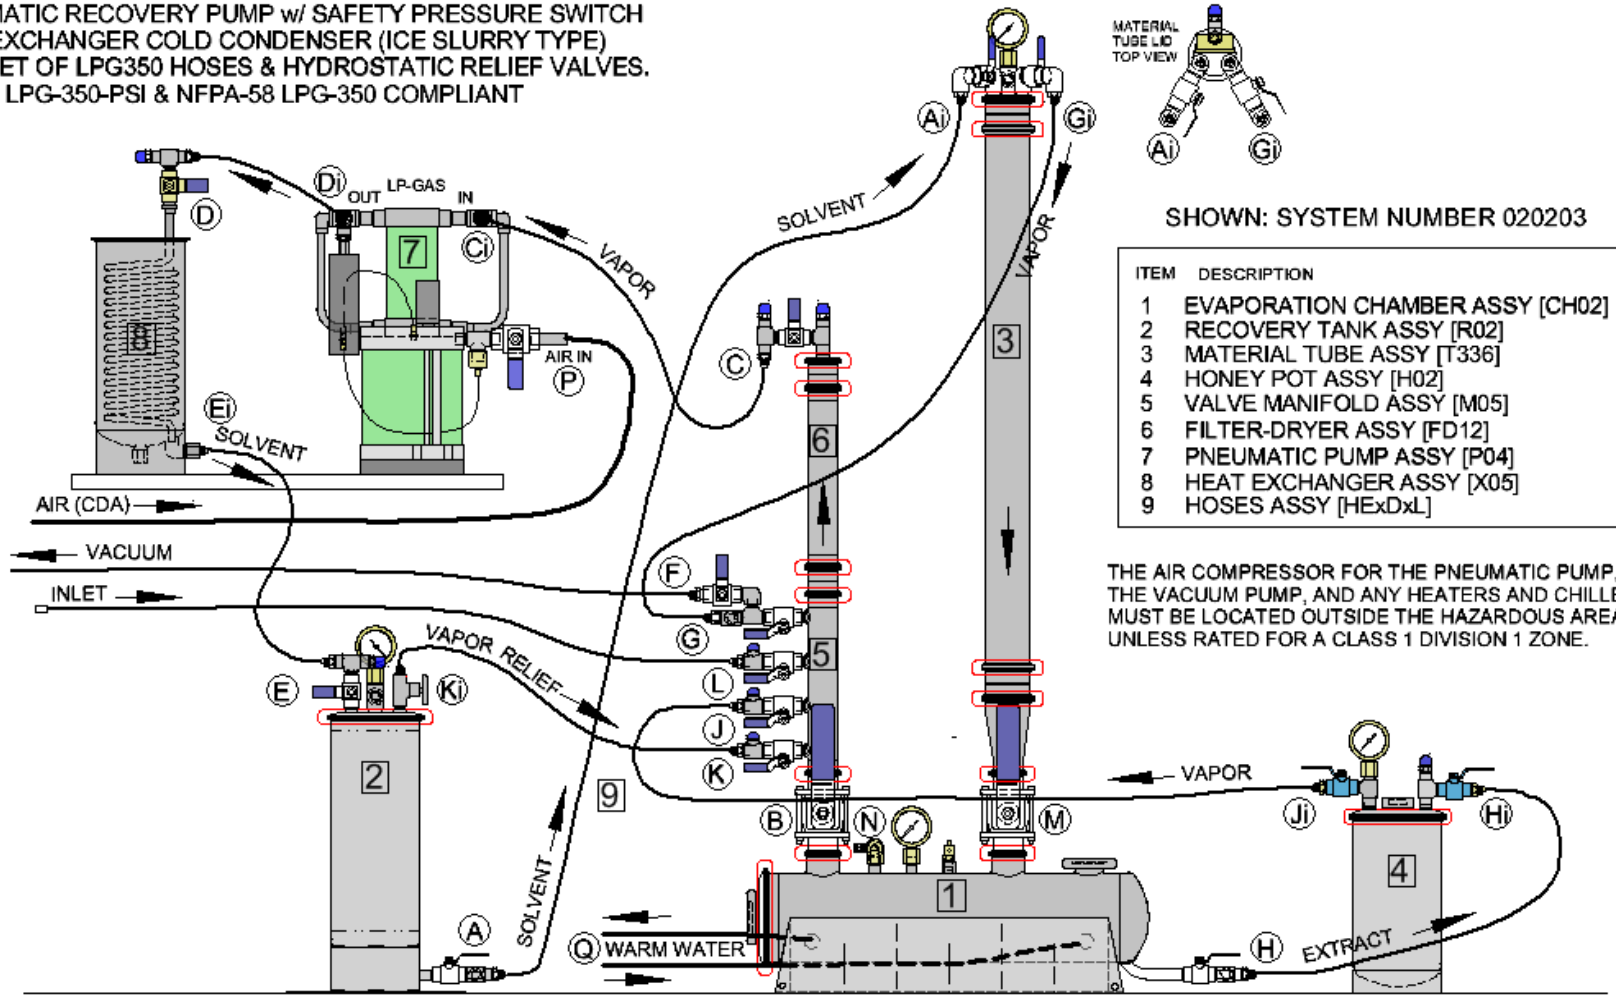 MATIC RECOVERY PUMP w/ SAFETY PRESSURE SWITCH
EXCHANGER COLD CONDENSER (ICE SLURRY TYPE)
ET OF LPG350 HOSES & HYDROSTATIC RELIEF VALVES.
LPG-350-PSI & NFPA-58 LPG-350 COMPLIANT
MATERIAL
TUBE LID
TOP VIEW
Ai
Gi
Ai
Gi
SHOWN: SYSTEM NUMBER 020203
ITEM DESCRIPTION
1 EVAPORATION CHAMBER ASSY [CH02]
2 RECOVERY TANK ASSY [R02]
3 MATERIAL TUBE ASSY [T336]
4 HONEY POT ASSY [H02]
5 VALVE MANIFOLD ASSY [M05]
6 FILTER-DRYER ASSY [FD12]
7 PNEUMATIC PUMP ASSY [P04]
8 HEAT EXCHANGER ASSY [X05]
9 HOSES ASSY [HExDxL]
THE AIR COMPRESSOR FOR THE PNEUMATIC PUMP,
THE VACUUM PUMP, AND ANY HEATERS AND
MUST BE LOCATED OUTSIDE THE HAZARDOUS AREA
UNLESS RATED FOR A CLASS 1 DIVISION 1 ZONE.
D
Di
OUT
LP-GAS
IN
Ci
7
8
AIR IN
P
Ei
SOLVENT
AIR (CDA)
VACUUM
INLET
VAPOR
SOLVENT
VAPOR
C
3
6
F
G
5
L
J
K
VAPOR RELIEF
E
Ki
2
9
B
N
M
VAPOR
Ji
Hi
4
1
A
SOLVENT
Q
WARM WATER
H
EXTRACT